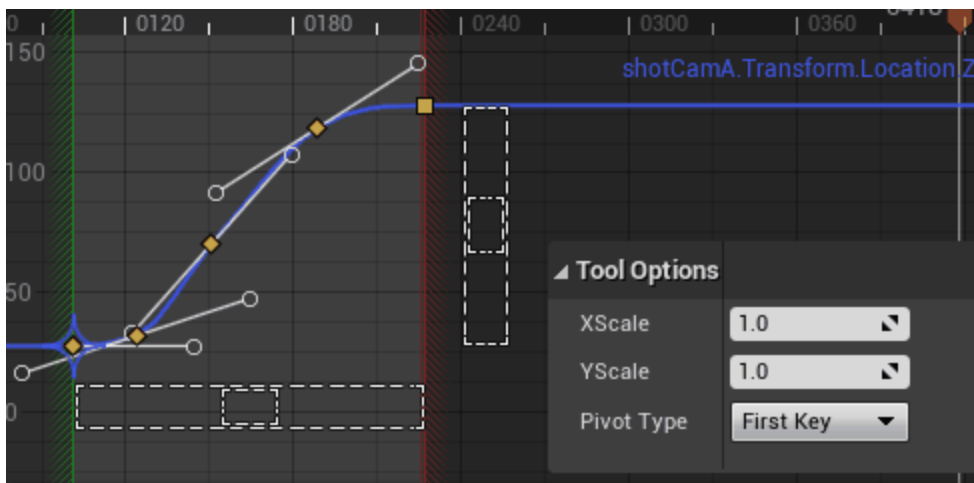 0120 0180 0240 0300 0360
150
shotCamA.Transform.Location.Z
100
50
0
Tool Options
XScale 1.0
YScale 1.0
Pivot Type First Key